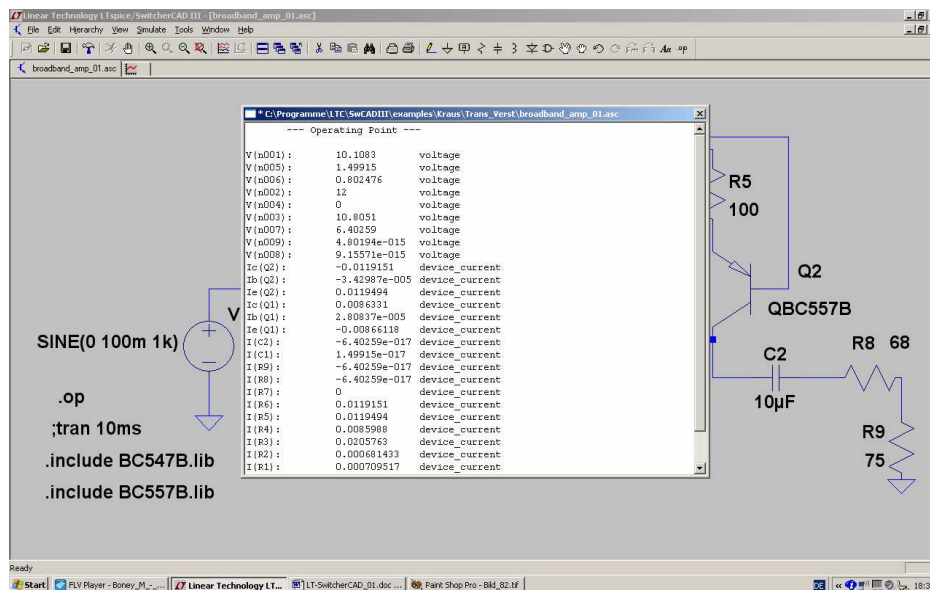 Linear Technology LTspice/SwitcherCAD III - [broadband_amp_01.asc]
File Edit Hierarchy View Simulate Tools Window Help
broadband_amp_01.asc
* C:\Programme\LTC\SwCADIII\examples\Kraus\Trans_Verst\broadband_amp_01.asc
--- Operating Point ---
V(n001): 10.1083 voltage
V(n005): 1.49915 voltage
V(n006): 0.802476 voltage
V(n002): 12 voltage
V(n004): 0 voltage
V(n003): 10.8051 voltage
V(n007): 6.40259 voltage
V(n009): 4.80194e-015 voltage
V(n008): 9.15571e-015 voltage
Ic(Q2): -0.0119151 device_current
Ib(Q2): -3.42987e-005 device_current
Ie(Q2): 0.0119494 device_current
Ic(Q1): 0.0086331 device_current
Ib(Q1): 2.80837e-005 device_current
Ie(Q1): -0.00866118 device_current
I(C2): -6.40259e-017 device_current
I(C1): 1.49915e-017 device_current
I(R9): -6.40259e-017 device_current
I(R8): -6.40259e-017 device_current
I(R7): 0 device_current
I(R6): 0.0119151 device_current
I(R5): 0.0119494 device_current
I(R4): 0.0085988 device_current
I(R3): 0.0205763 device_current
I(R2): 0.000681433 device_current
I(R1): 0.000709517 device_current
V
SINE(0 100m 1k)
.op
;tran 10ms
.include BC547B.lib
.include BC557B.lib
R5
100
Q2
QBC557B
C2
10µF
R8 68
R9
75
Ready
Start
FLV Player - Boney_M_-_...
Linear Technology LT...
LT-SwitcherCAD_01.doc ...
Paint Shop Pro - Bild_82.tif
DE
18:3